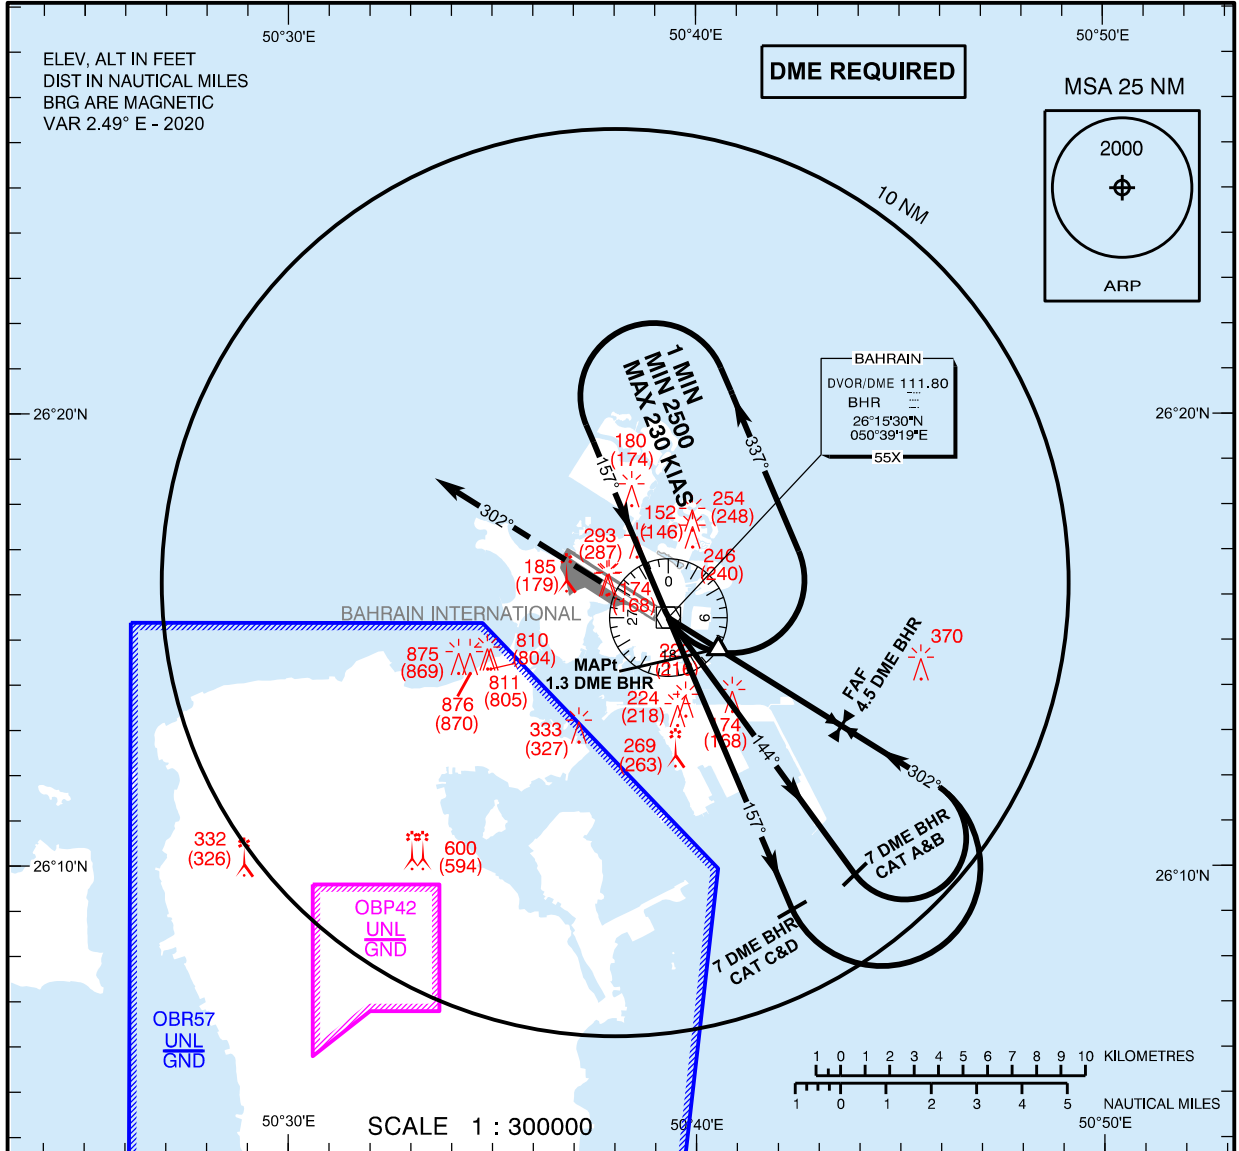 50°30'E
50°40'E
50°50'E
ELEV, ALT IN FEET
DIST IN NAUTICAL MILES
BRG ARE MAGNETIC
VAR 2.49° E - 2020
DME REQUIRED
MSA 25 NM
2000
ARP
10 NM
1 MIN
MIN 2500
MAX 230 KIAS
BAHRAIN
DVOR/DME 111.80
BHR
26°15'30"N
050°39'19"E
55X
26°20'N
26°20'N
337°
157°
302°
180
(174)
152
(146)
254
(248)
246
(240)
293
(287)
185
(179)
174
(168)
0
9
18
27
BAHRAIN INTERNATIONAL
MAPt
1.3 DME BHR
(216)
FAF
4.5 DME BHR
370
875
(869)
810
(804)
811
(805)
876
(870)
333
(327)
224
(218)
269
(263)
74
(168)
144°
157°
302°
7 DME BHR
CAT A&B
7 DME BHR
CAT C&D
332
(326)
600
(594)
26°10'N
26°10'N
OBP42
UNL
GND
OBR57
UNL
GND
1 0 1 2 3 4 5 6 7 8 9 10 KILOMETRES
1 0 1 2 3 4 5 NAUTICAL MILES
SCALE 1 : 300000
50°30'E
50°40'E
50°50'E